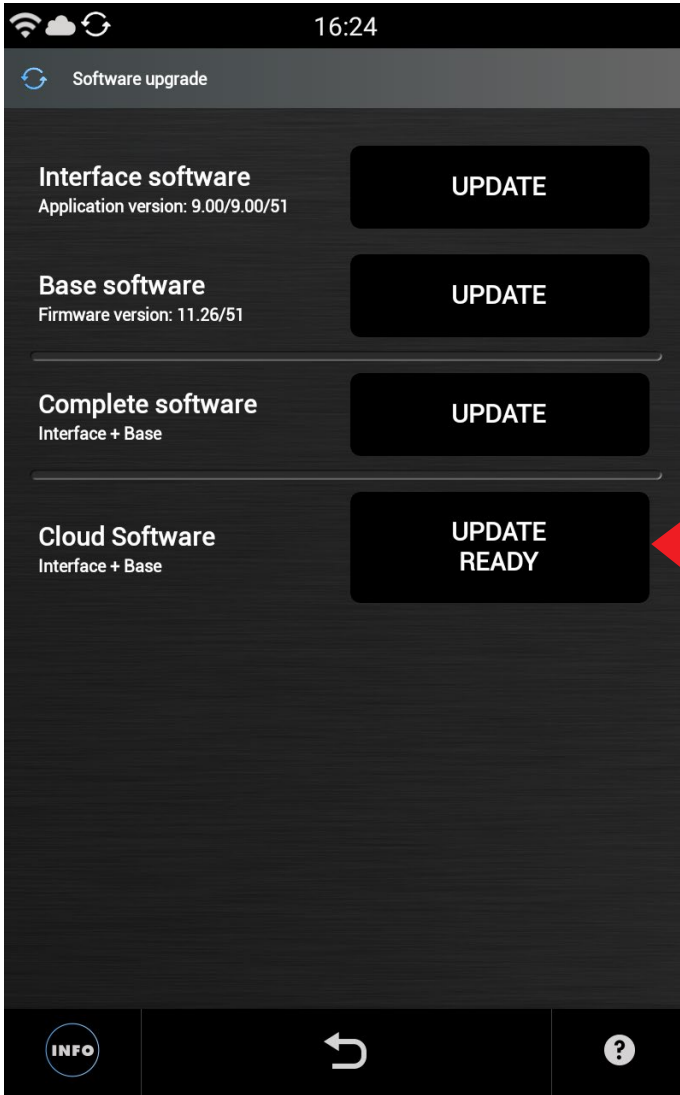 16:24
Software upgrade
Interface software
Application version: 9.00/9.00/51
UPDATE
Base software
Firmware version: 11.26/51
UPDATE
Complete software
Interface + Base
UPDATE
Cloud Software
Interface + Base
UPDATE
READY
INFO
?